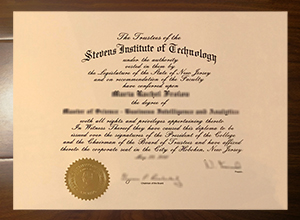 The Trustees of the
Stevens Institute of Technology
under the authority
vested in them by
the Legislature of the State of New Jersey
and on recommendation of the Faculty
have conferred upon
the degree of
Master of Science - Business Intelligence and Analytics
with all rights and privileges appertaining thereto
In Witness Thereof they have caused this diploma to be
issued over the signatures of the President of the College
and the Chairman of the Board of Trustees and have affixed
thereto the corporate seal in the City of Hoboken, New Jersey